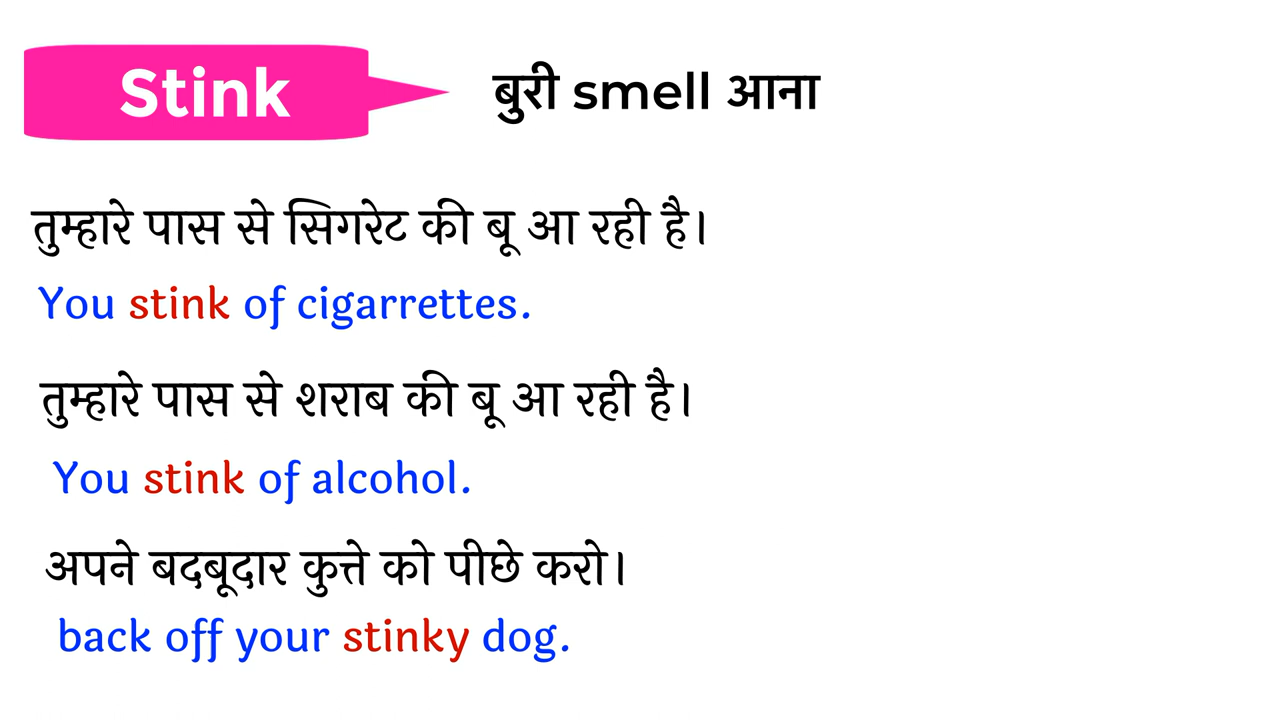 Stink
बुरी smell आना
तुम्हारे पास से सिगरेट की बू आ रही है।
You stink of cigarrettes.
तुम्हारे पास से शराब की बू आ रही है।
You stink of alcohol.
अपने बदबूदार कुत्ते को पीछे करो।
back off your stinky dog.